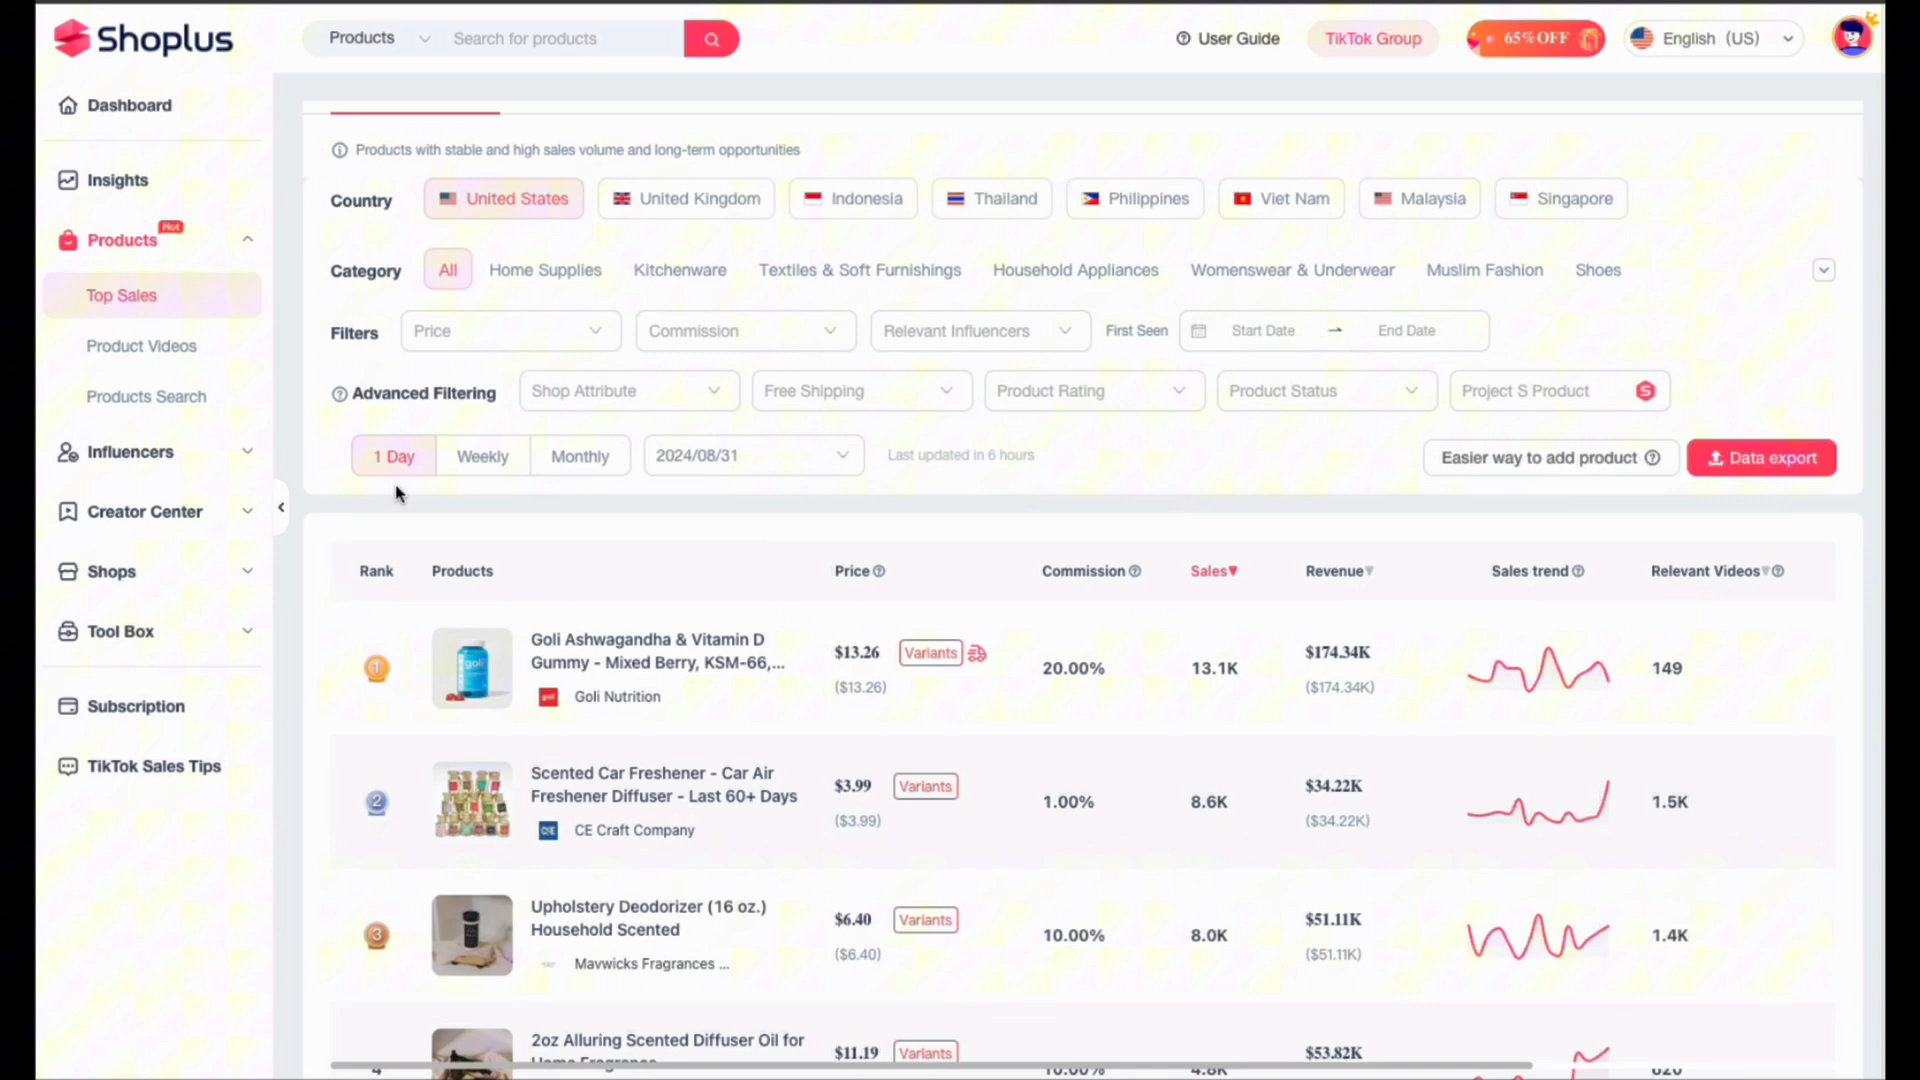 Shoplus
Products
Search for products
User Guide
TikTok Group
65%OFF
English (US)
Dashboard
Insights
Products
Hot
Top Sales
Product Videos
Products Search
Influencers
Creator Center
Shops
Tool Box
Subscription
TikTok Sales Tips
Products with stable and high sales volume and long-term opportunities
Country United States United Kingdom Indonesia Thailand Philippines Viet Nam Malaysia Singapore
Category All Home Supplies Kitchenware Textiles & Soft Furnishings Household Appliances Womenswear & Underwear Muslim Fashion Shoes
Filters Price Commission Relevant Influencers First Seen Start Date → End Date
Advanced Filtering Shop Attribute Free Shipping Product Rating Product Status Project S Product
1 Day Weekly Monthly 2024/08/31 Last updated in 6 hours Easier way to add product Data export
Rank Products Price Commission Sales Revenue Sales trend Relevant Videos
1
goli
Goli Ashwagandha & Vitamin D
Gummy - Mixed Berry, KSM-66,...
goli Goli Nutrition
$13.26 Variants
($13.26)
20.00%
13.1K
$174.34K
($174.34K)
149
2
Scented Car Freshener - Car Air
Freshener Diffuser - Last 60+ Days
CE Craft Company
$3.99 Variants
($3.99)
1.00%
8.6K
$34.22K
($34.22K)
1.5K
3
Upholstery Deodorizer (16 oz.)
Household Scented
Mavwicks Fragrances ...
$6.40 Variants
($6.40)
10.00%
8.0K
$51.11K
($51.11K)
1.4K
4
2oz Alluring Scented Diffuser Oil for
Home Fragrance
$11.19 Variants
10.00%
4.8K
$53.82K
620